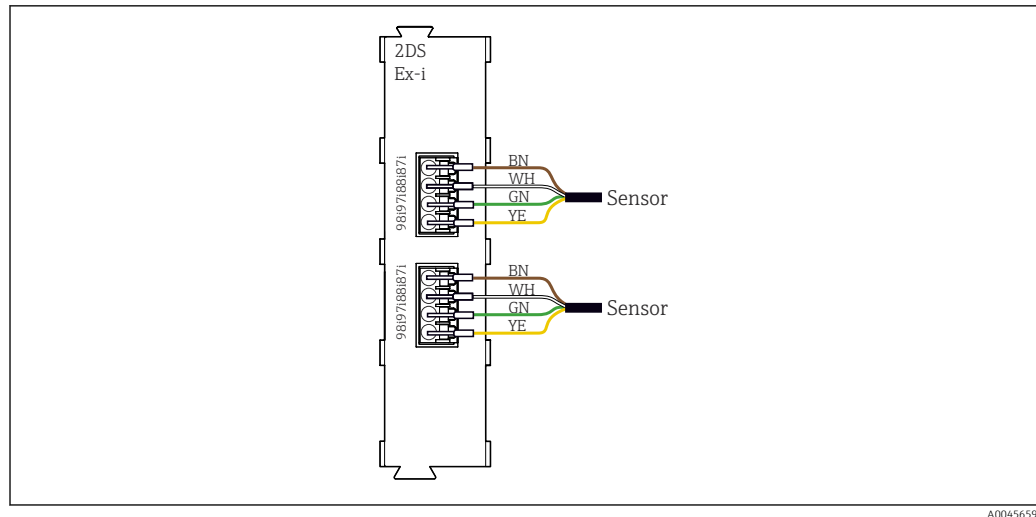 2DS
Ex-i
98i97i88i87i
BN
WH
GN
YE
Sensor
98i97i88i87i
BN
WH
GN
YE
Sensor
A0045659